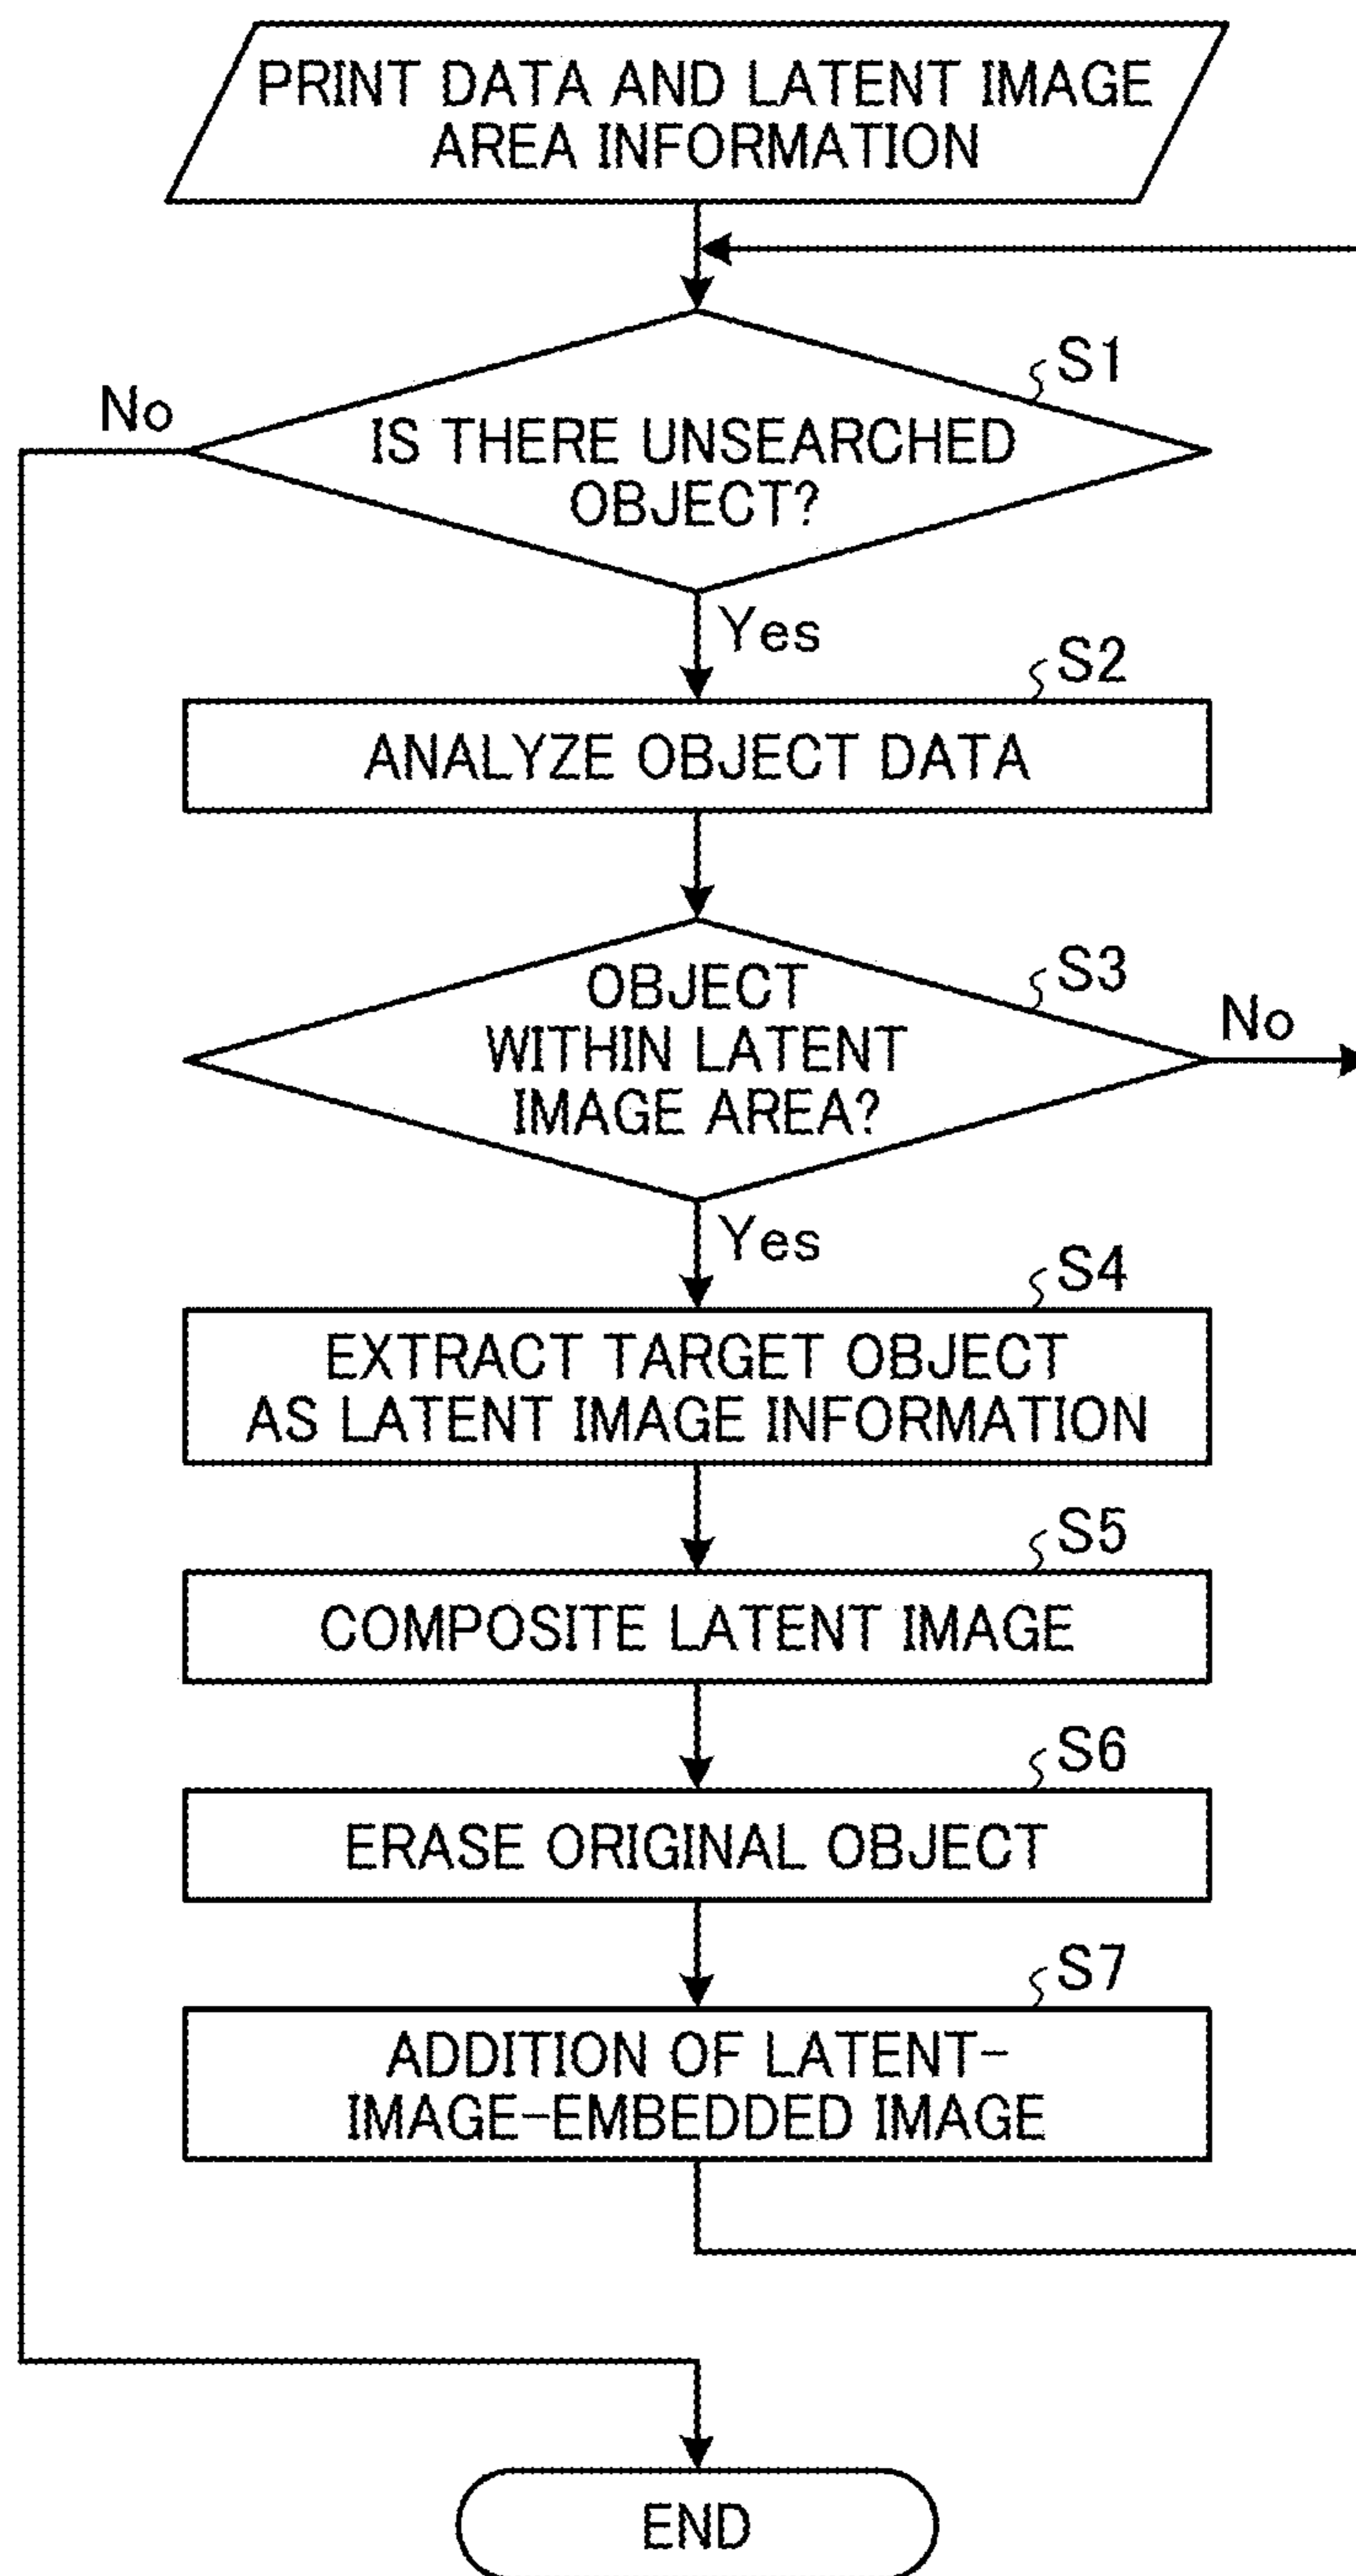 PRINT DATA AND LATENT IMAGE
AREA INFORMATION
S1
No
IS THERE UNSEARCHED
OBJECT?
Yes
S2
ANALYZE OBJECT DATA
S3
OBJECT
WITHIN LATENT
IMAGE AREA?
No
Yes
S4
EXTRACT TARGET OBJECT
AS LATENT IMAGE INFORMATION
S5
COMPOSITE LATENT IMAGE
S6
ERASE ORIGINAL OBJECT
S7
ADDITION OF LATENT-
IMAGE-EMBEDDED IMAGE
END